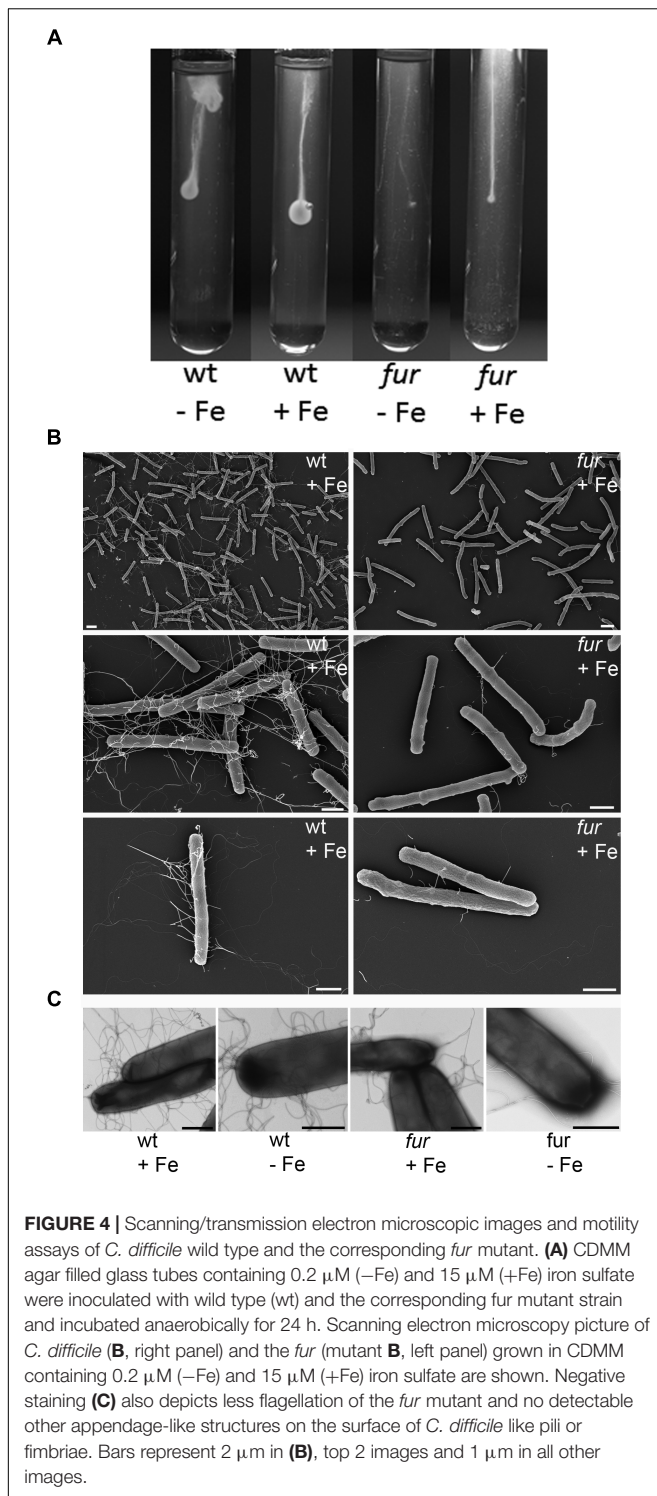 A
wt
- Fe
wt
+ Fe
fur
- Fe
fur
+ Fe
B
wt
+ Fe
fur
+ Fe
wt
+ Fe
fur
+ Fe
wt
+ Fe
fur
+ Fe
C
wt
+ Fe
wt
- Fe
fur
+ Fe
fur
- Fe
FIGURE 4 | Scanning/transmission electron microscopic images and motility
assays of C. difficile wild type and the corresponding fur mutant. (A) CDMM
agar filled glass tubes containing 0.2 μM (−Fe) and 15 μM (+Fe) iron sulfate
were inoculated with wild type (wt) and the corresponding fur mutant strain
and incubated anaerobically for 24 h. Scanning electron microscopy picture of
C. difficile (B, right panel) and the fur (mutant B, left panel) grown in CDMM
containing 0.2 μM (−Fe) and 15 μM (+Fe) iron sulfate are shown. Negative
staining (C) also depicts less flagellation of the fur mutant and no detectable
other appendage-like structures on the surface of C. difficile like pili or
fimbriae. Bars represent 2 μm in (B), top 2 images and 1 μm in all other
images.